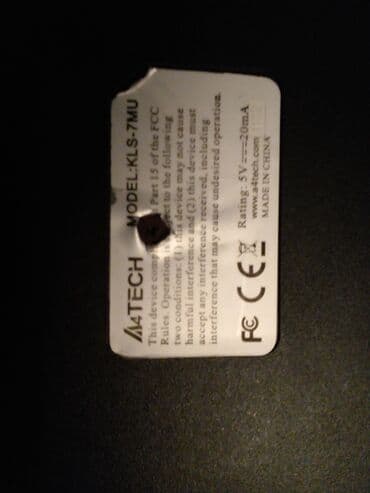 A4TECH MODEL:KLS-7MU
This device comp Part 15 of the FCC
Rules. Operation is to the following
two conditions: (1) this device may not cause
harmful interference and (2) this device must
accept any interference received, including
interference that may cause undesired operation.
FC CE Rating: 5V 20mA
www.a4tech.com
MADE IN CHINA